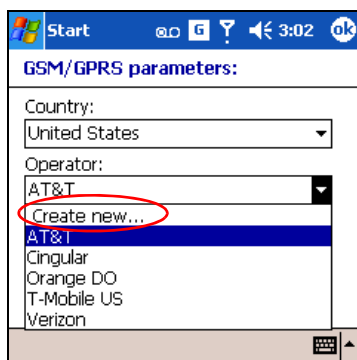 Start G 3:02 ok
GSM/GPRS parameters:
Country:
United States
Operator:
AT&T
Create new...
AT&T
Cingular
Orange DO
T-Mobile US
Verizon